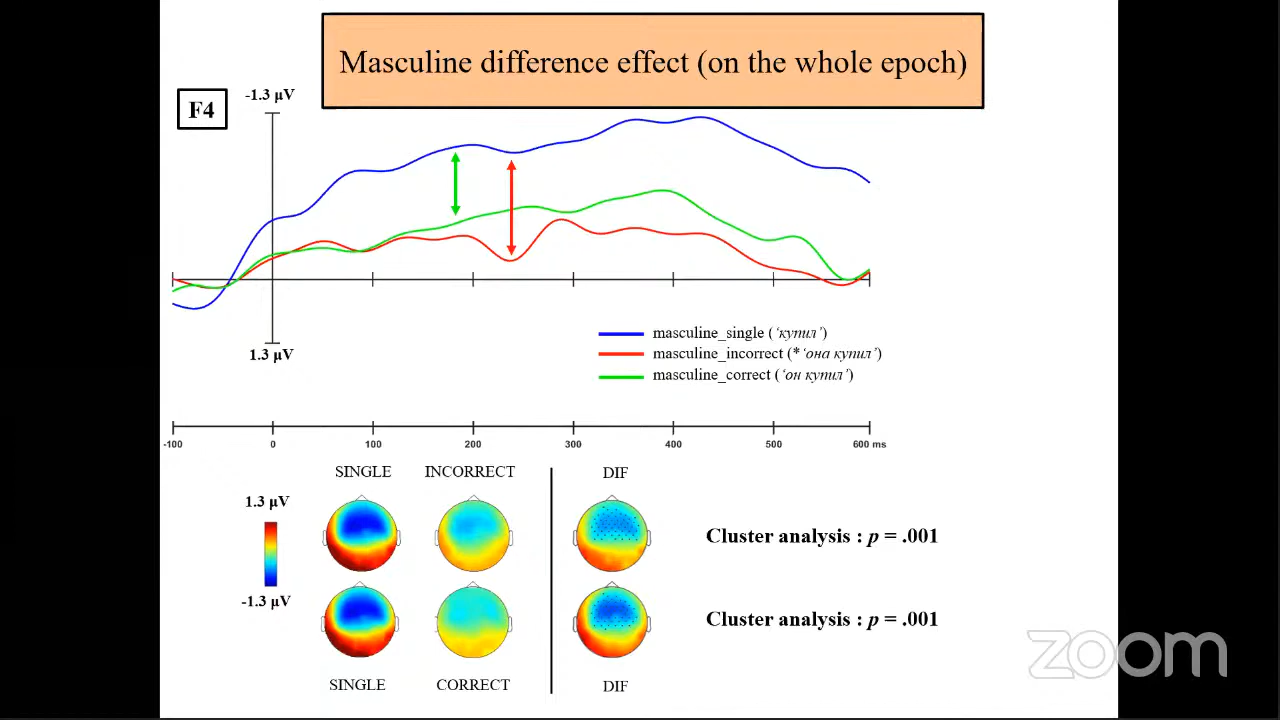 Masculine difference effect (on the whole epoch)
F4
-1.3 µV
1.3 µV
masculine_single (‘купил’)
masculine_incorrect (*‘она купил’)
masculine_correct (‘он купил’)
-100 0 100 200 300 400 500 600 ms
SINGLE INCORRECT DIF
1.3 µV
Cluster analysis : p = .001
-1.3 µV
Cluster analysis : p = .001
SINGLE CORRECT DIF
zoom